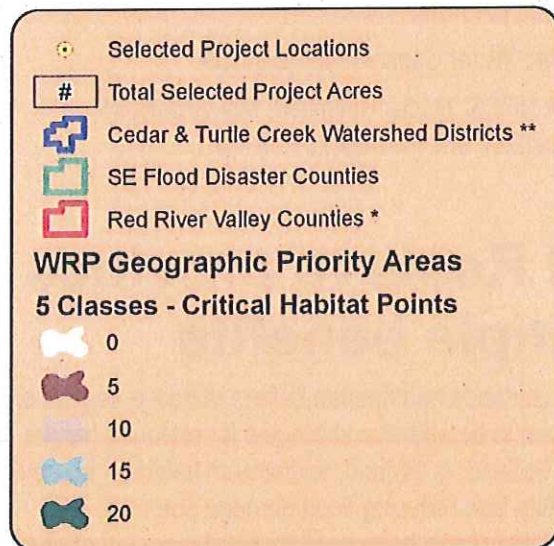 Selected Project Locations
# Total Selected Project Acres
Cedar & Turtle Creek Watershed Districts **
SE Flood Disaster Counties
Red River Valley Counties *
WRP Geographic Priority Areas
5 Classes - Critical Habitat Points
0
5
10
15
20